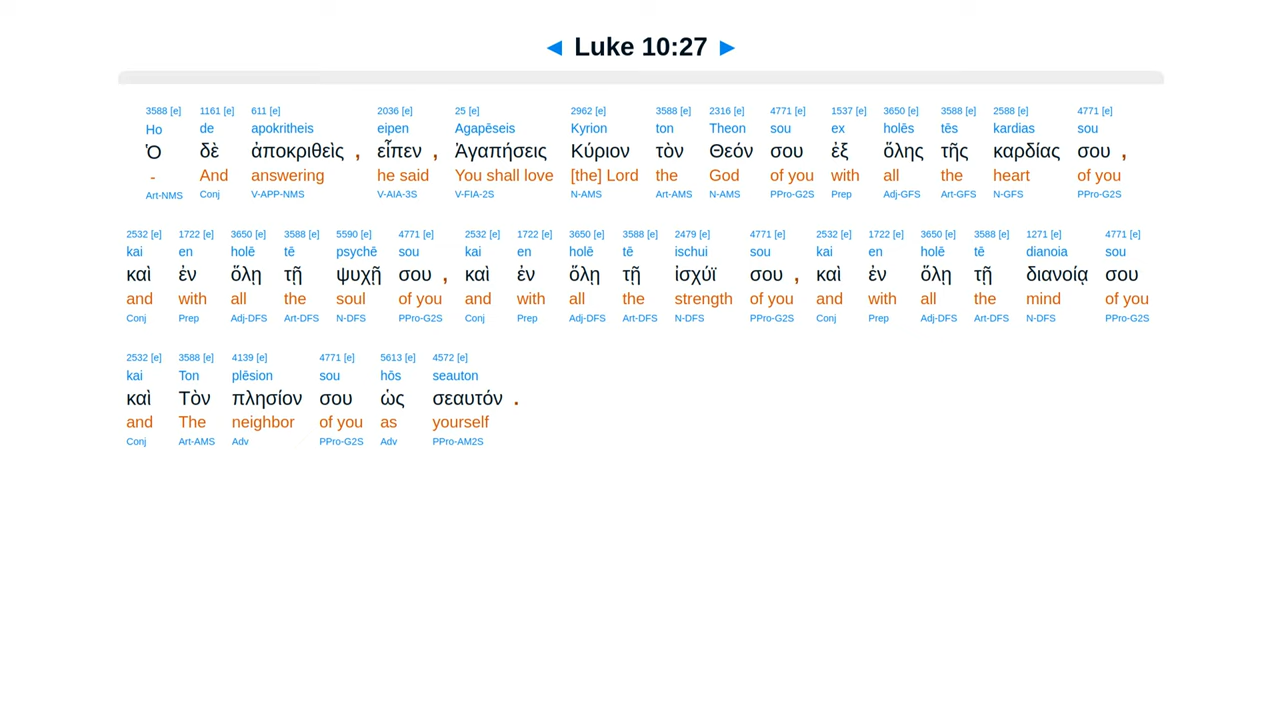 ◄ Luke 10:27 ►
3588 [e] 1161 [e] 611 [e] 2036 [e] 25 [e] 2962 [e] 3588 [e] 2316 [e] 4771 [e] 1537 [e] 3650 [e] 3588 [e] 2588 [e] 4771 [e]
Ho de apokritheis eipen Agapēseis Kyrion ton Theon sou ex holēs tēs kardias sou
Ὁ δὲ ἀποκριθεὶς , εἶπεν , Ἀγαπήσεις Κύριον τὸν Θεόν σου ἐξ ὅλης τῆς καρδίας σου ,
- And answering he said You shall love [the] Lord the God of you with all the heart of you
Art-NMS Conj V-APP-NMS V-AIA-3S V-FIA-2S N-AMS Art-AMS N-AMS PPro-G2S Prep Adj-GFS Art-GFS N-GFS PPro-G2S
2532 [e] 1722 [e] 3650 [e] 3588 [e] 5590 [e] 4771 [e] 2532 [e] 1722 [e] 3650 [e] 3588 [e] 2479 [e] 4771 [e] 2532 [e] 1722 [e] 3650 [e] 3588 [e] 1271 [e] 4771 [e]
kai en holē tē psychē sou kai en holē tē ischui sou kai en holē tē dianoia sou
καὶ ἐν ὅλῃ τῇ ψυχῇ σου , καὶ ἐν ὅλῃ τῇ ἰσχύϊ σου , καὶ ἐν ὅλῃ τῇ διανοίᾳ σου
and with all the soul of you and with all the strength of you and with all the mind of you
Conj Prep Adj-DFS Art-DFS N-DFS PPro-G2S Conj Prep Adj-DFS Art-DFS N-DFS PPro-G2S Conj Prep Adj-DFS Art-DFS N-DFS PPro-G2S
2532 [e] 3588 [e] 4139 [e] 4771 [e] 5613 [e] 4572 [e]
kai Ton plēsion sou hōs seauton
καὶ Τὸν πλησίον σου ὡς σεαυτόν .
and The neighbor of you as yourself
Conj Art-AMS Adv PPro-G2S Adv PPro-AM2S